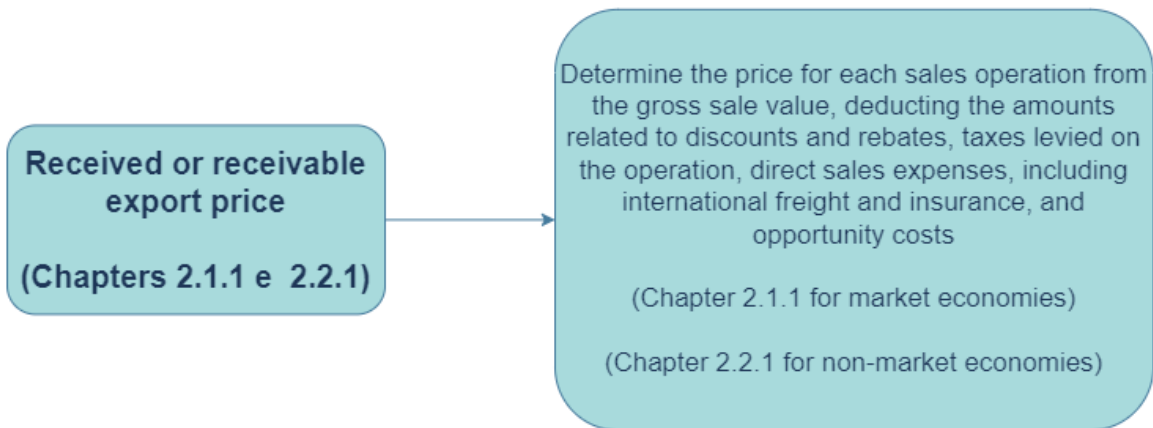 Received or receivable
export price
(Chapters 2.1.1 e 2.2.1)
Determine the price for each sales operation from
the gross sale value, deducting the amounts
related to discounts and rebates, taxes levied on
the operation, direct sales expenses, including
international freight and insurance, and
opportunity costs
(Chapter 2.1.1 for market economies)
(Chapter 2.2.1 for non-market economies)